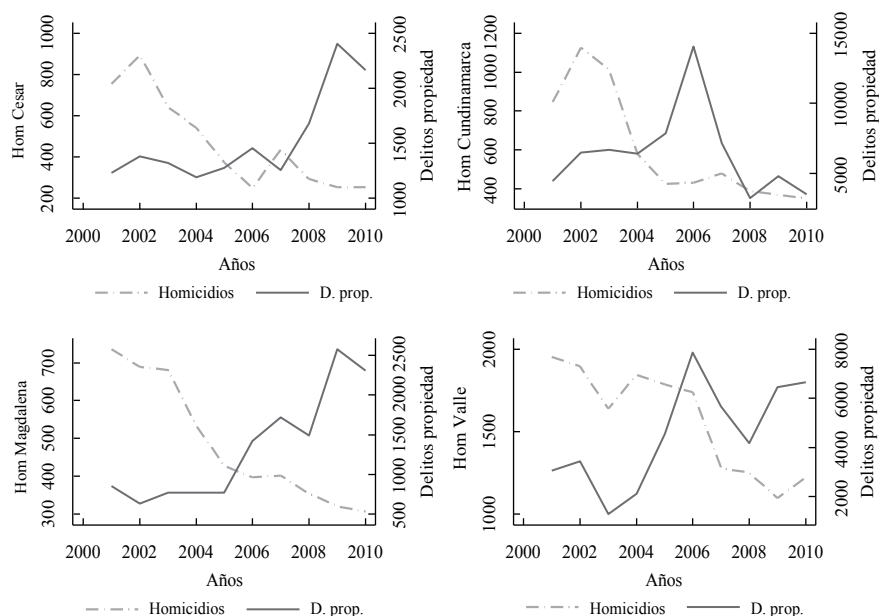 Hom Cesar
1000
800
600
400
200
2500
2000
1500
1000
Delitos propiedad
2000 2002 2004 2006 2008 2010
Años
Homicidios D. prop.
Hom Cundinamarca
1200
1000
800
600
400
15000
10000
5000
Delitos propiedad
2000 2002 2004 2006 2008 2010
Años
Homicidios D. prop.
Hom Magdalena
700
600
500
400
300
2500
2000
1500
1000
500
Delitos propiedad
2000 2002 2004 2006 2008 2010
Años
Homicidios D. prop.
Hom Valle
2000
1500
1000
8000
6000
4000
2000
Delitos propiedad
2000 2002 2004 2006 2008 2010
Años
Homicidios D. prop.